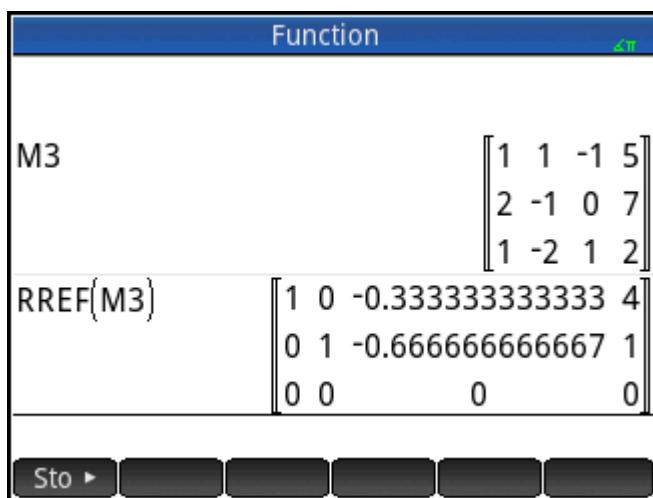 Function
∡π
M3
1 1 -1 5
2 -1 0 7
1 -2 1 2
RREF(M3)
1 0 -0.333333333333 4
0 1 -0.666666666667 1
0 0 0 0
Sto ►